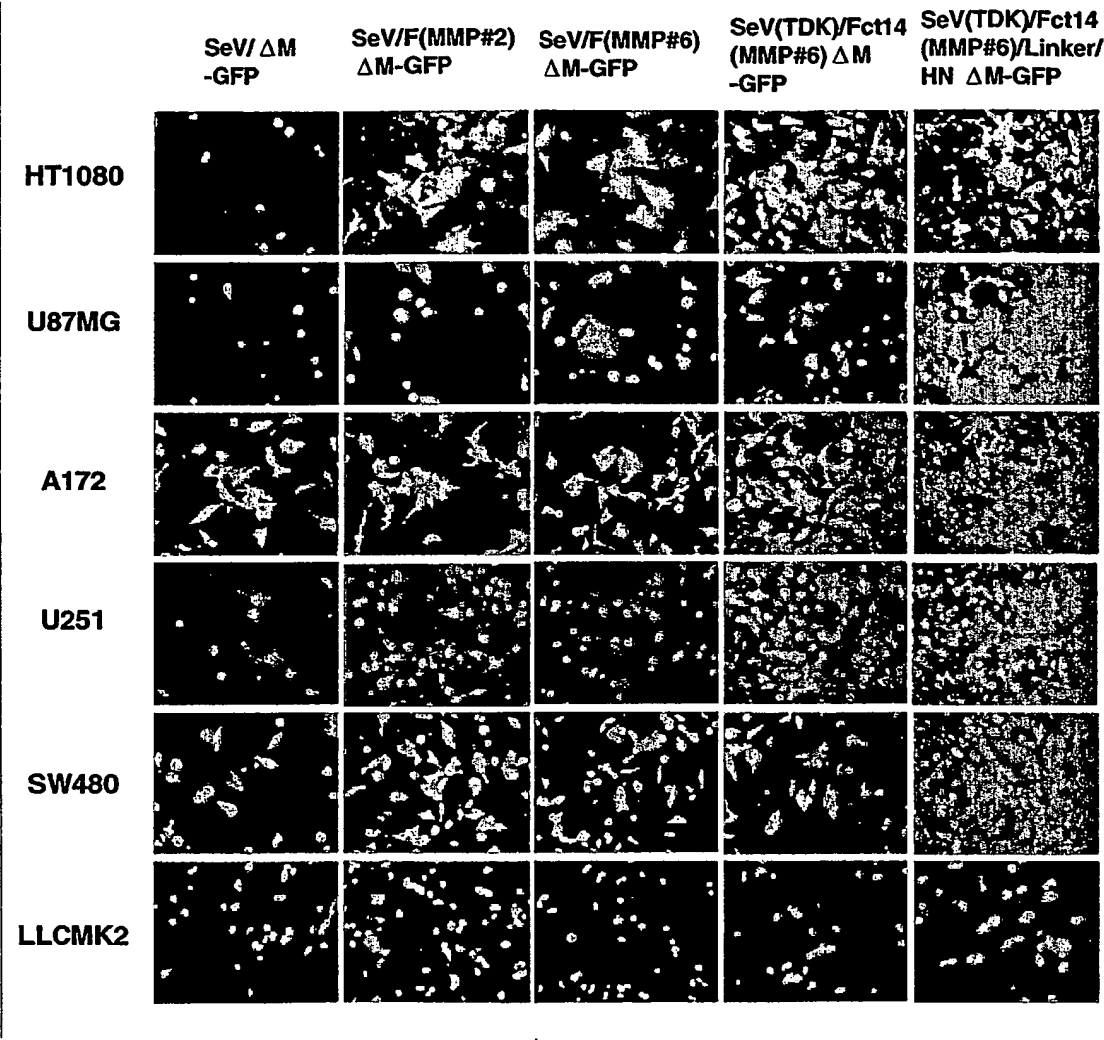 SeV/ ΔM
-GFP
SeV/F(MMP#2)
ΔM-GFP
SeV/F(MMP#6)
ΔM-GFP
SeV(TDK)/Fct14
(MMP#6) ΔM
-GFP
SeV(TDK)/Fct14
(MMP#6)/Linker/
HN ΔM-GFP
HT1080
U87MG
A172
U251
SW480
LLCMK2